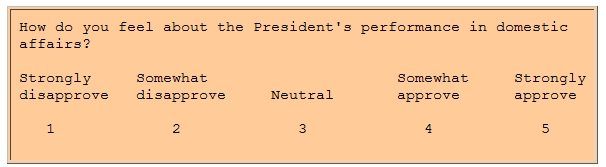 How do you feel about the President's performance in domestic
affairs?
Strongly Somewhat Somewhat Strongly
disapprove disapprove Neutral approve approve
1 2 3 4 5